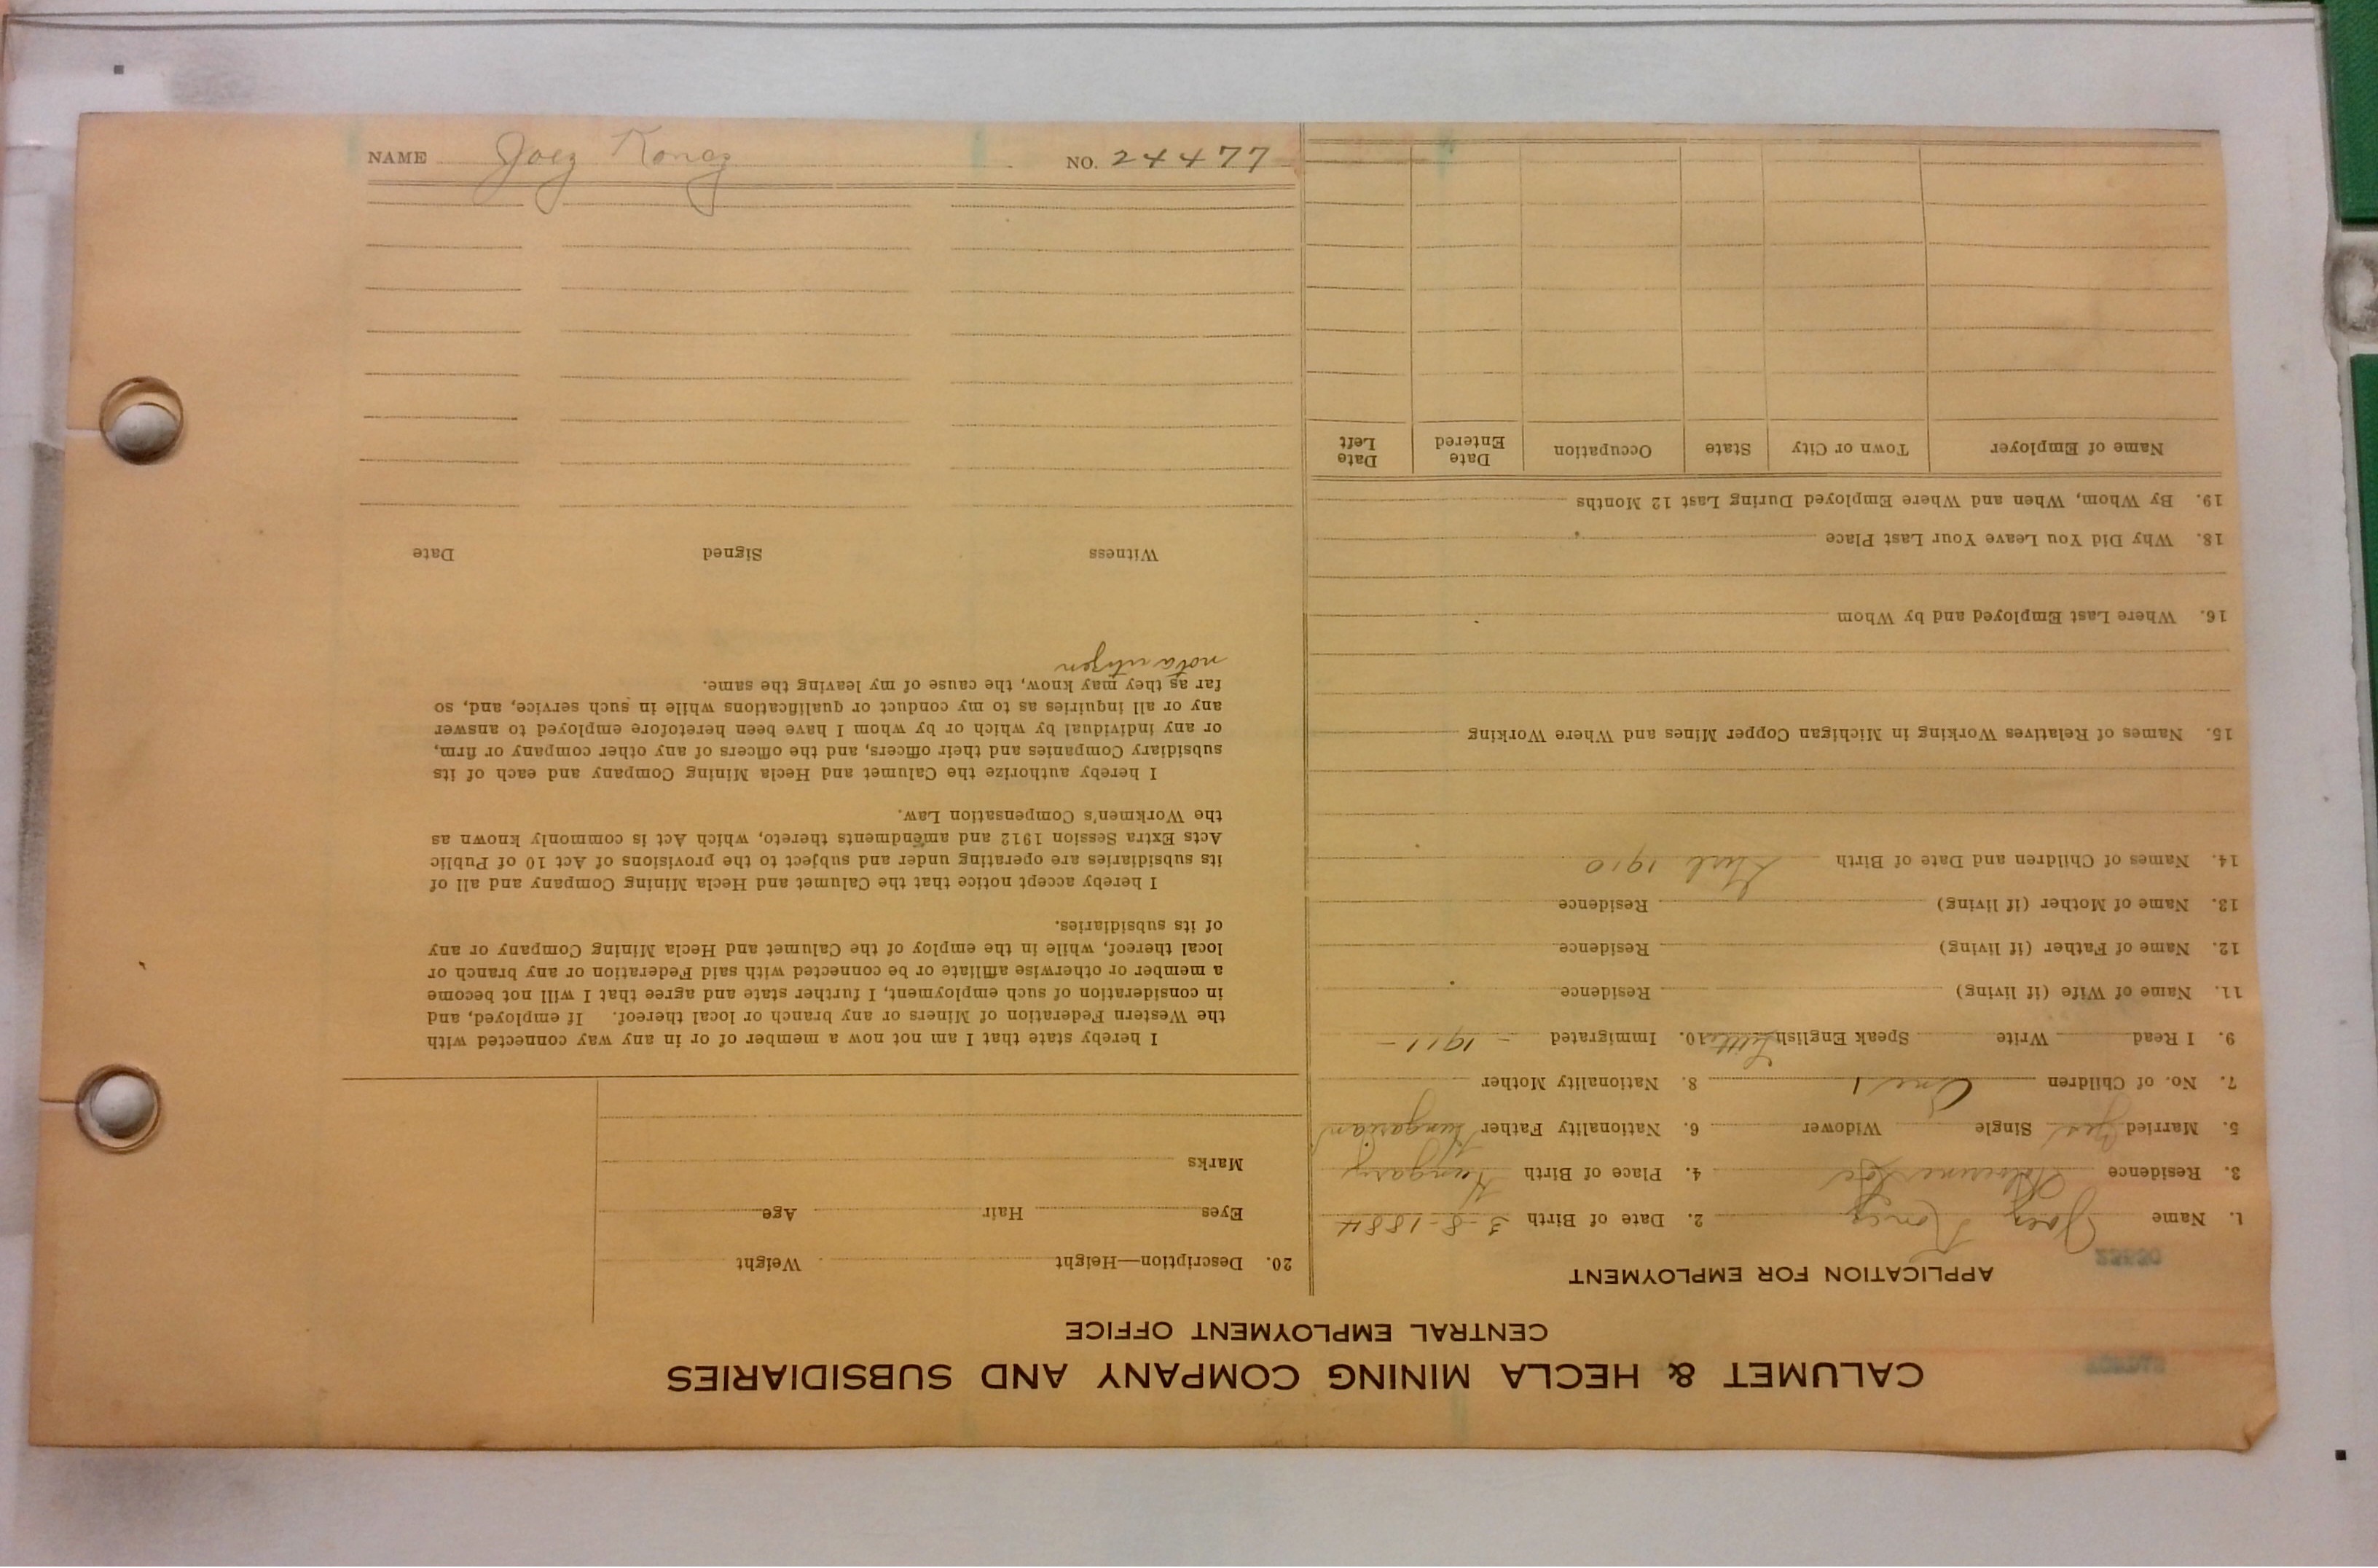 CALUMET & HECLA MINING COMPANY AND SUBSIDIARIES
CENTRAL EMPLOYMENT OFFICE
APPLICATION FOR EMPLOYMENT
1. Name Joez Koncz 2. Date of Birth 3-8-1884
3. Residence 4. Place of Birth Hungary
5. Married Yes Single Widower 6. Nationality Father Hungarian
7. No. of Children One 1 8. Nationality Mother
9. I Read Write Speak English Little 10. Immigrated - 1911 -
11. Name of Wife (if living) Residence
12. Name of Father (if living) Residence
13. Name of Mother (if living) Residence
14. Names of Children and Date of Birth Girl 1910
15. Names of Relatives Working in Michigan Copper Mines and Where Working
16. Where Last Employed and by Whom
18. Why Did You Leave Your Last Place
19. By Whom, When and Where Employed During Last 12 Months
Name of Employer Town or City State Occupation Date Entered Date Left
20. Description—Height Weight
Eyes Hair Age
Marks
I hereby state that I am not now a member of or in any way connected with
the Western Federation of Miners or any branch or local thereof. If employed, and
in consideration of such employment, I further state and agree that I will not become
a member or otherwise affiliate or be connected with said Federation or any branch or
local thereof, while in the employ of the Calumet and Hecla Mining Company or any
of its subsidiaries.
I hereby accept notice that the Calumet and Hecla Mining Company and all of
its subsidiaries are operating under and subject to the provisions of Act 10 of Public
Acts Extra Session 1912 and amendments thereto, which Act is commonly known as
the Workmen's Compensation Law.
I hereby authorize the Calumet and Hecla Mining Company and each of its
subsidiary Companies and their officers, and the officers of any other company or firm,
or any individual by which or by whom I have been heretofore employed to answer
any or all inquiries as to my conduct or qualifications while in such service, and, so
far as they may know, the cause of my leaving the same.
not a citizen
Witness Signed Date
NAME Joez Koncz NO. 24477